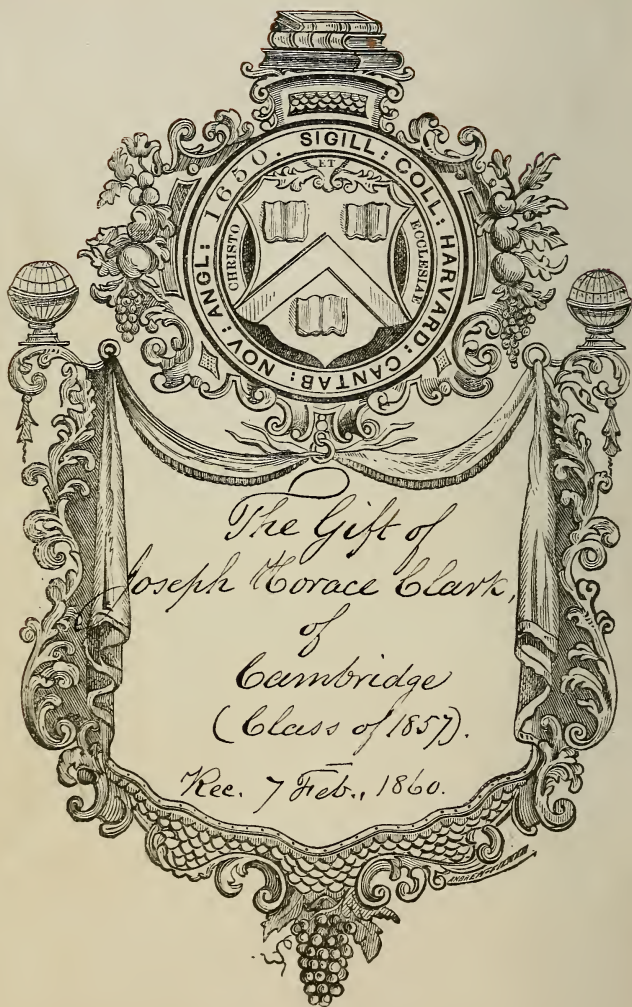 SIGILL: COLL: HARVARD: CANTAB: NOV: ANGL: 1650.
ET
CHRISTO
ECCLESIAE
The Gift of
Joseph Horace Clark,
of
Cambridge
(Class of 1857).
Rec. 7 Feb., 1860.